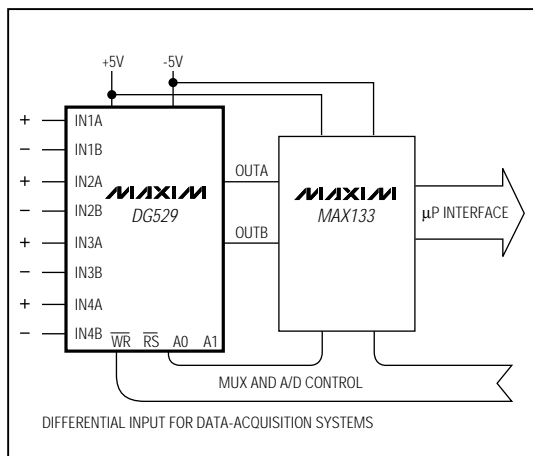 +5V -5V
+ IN1A
− IN1B
+ IN2A
− IN2B
+ IN3A
− IN3B
+ IN4A
− IN4B
MAXIM
DG529
WR RS A0 A1
OUTA
OUTB
MAXIM
MAX133
µP INTERFACE
MUX AND A/D CONTROL
DIFFERENTIAL INPUT FOR DATA-ACQUISITION SYSTEMS